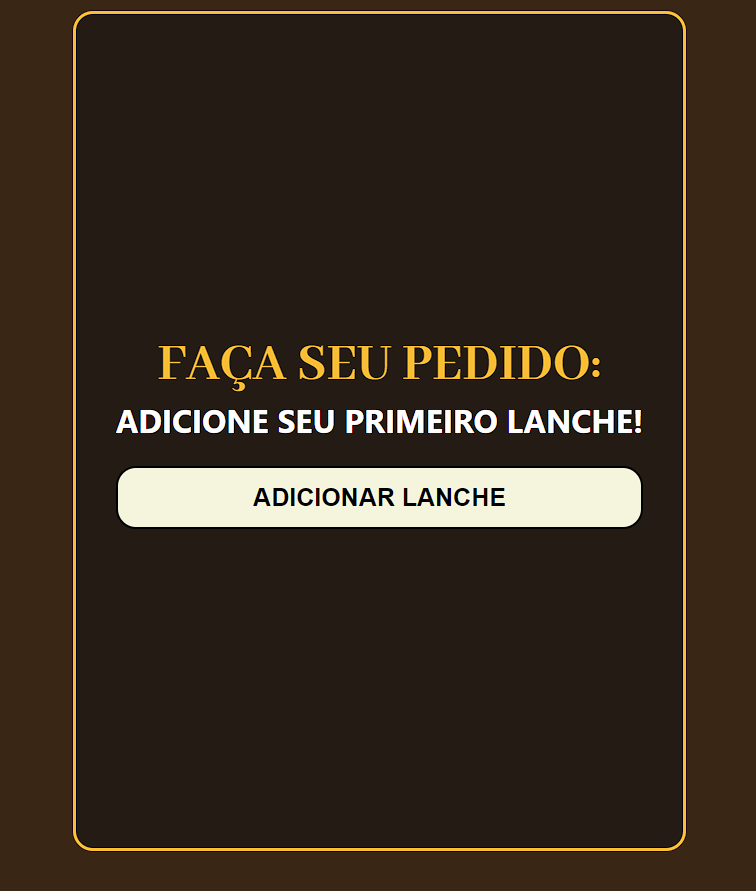 FAÇA SEU PEDIDO:
ADICIONE SEU PRIMEIRO LANCHE!
ADICIONAR LANCHE